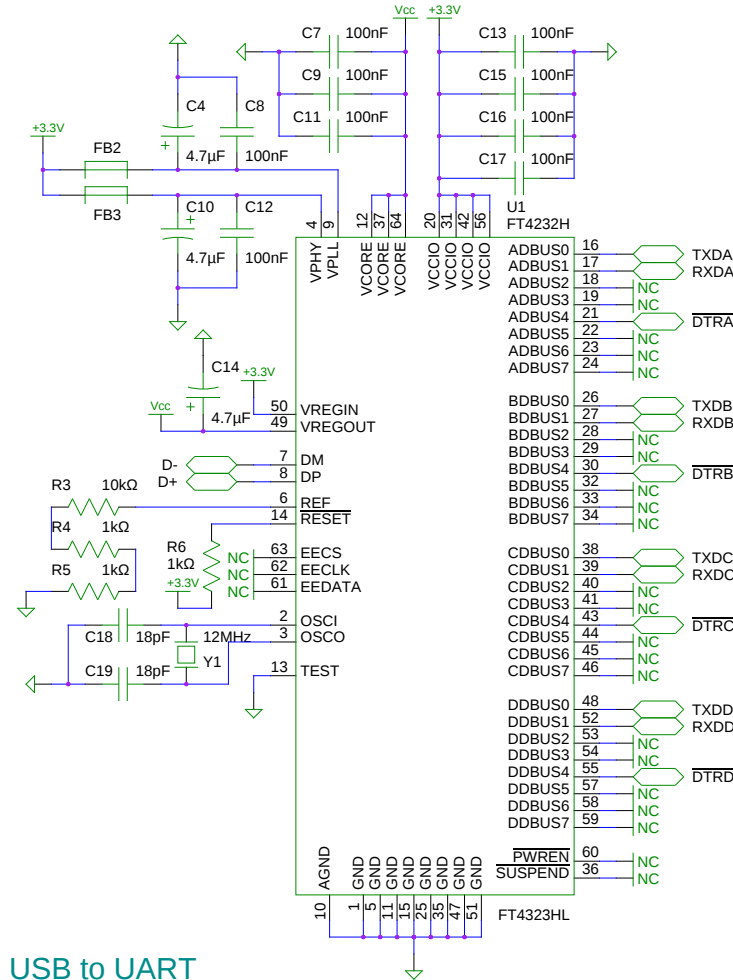 Vcc +3.3V
C7 100nF C13 100nF
C9 100nF C15 100nF
C11 100nF C16 100nF
C17 100nF
C4 C8
+3.3V
FB2 4.7µF 100nF
+
FB3
C10 C12
+
4.7µF 100nF
U1
FT4232H
4 9 12 37 64 20 31 42 56
VPHY VPLL VCORE VCORE VCORE VCCIO VCCIO VCCIO VCCIO
ADBUS0 16 TXDA
ADBUS1 17 RXDA
ADBUS2 18 NC
ADBUS3 19 NC
ADBUS4 21 DTRA
ADBUS5 22 NC
ADBUS6 23 NC
ADBUS7 24 NC
C14 +3.3V
Vcc + 4.7µF
50 VREGIN
49 VREGOUT
BDBUS0 26 TXDB
BDBUS1 27 RXDB
BDBUS2 28 NC
BDBUS3 29 NC
BDBUS4 30 DTRB
BDBUS5 32 NC
BDBUS6 33 NC
BDBUS7 34 NC
D- 7 DM
D+ 8 DP
R3 10kΩ 6 REF
14 RESET
R4 1kΩ
R5 1kΩ
R6
1kΩ
+3.3V
NC 63 EECS
NC 62 EECLK
NC 61 EEDATA
CDBUS0 38 TXDC
CDBUS1 39 RXDC
CDBUS2 40 NC
CDBUS3 41 NC
CDBUS4 43 DTRC
CDBUS5 44 NC
CDBUS6 45 NC
CDBUS7 46 NC
2 OSCI
3 OSCO
C18 18pF 12MHz
C19 18pF Y1
13 TEST
DDBUS0 48 TXDD
DDBUS1 52 RXDD
DDBUS2 53 NC
DDBUS3 54 NC
DDBUS4 55 DTRD
DDBUS5 57 NC
DDBUS6 58 NC
DDBUS7 59 NC
PWREN 60 NC
SUSPEND 36 NC
AGND GND GND GND GND GND GND GND GND
10 1 5 11 15 25 35 47 51
FT4323HL
USB to UART